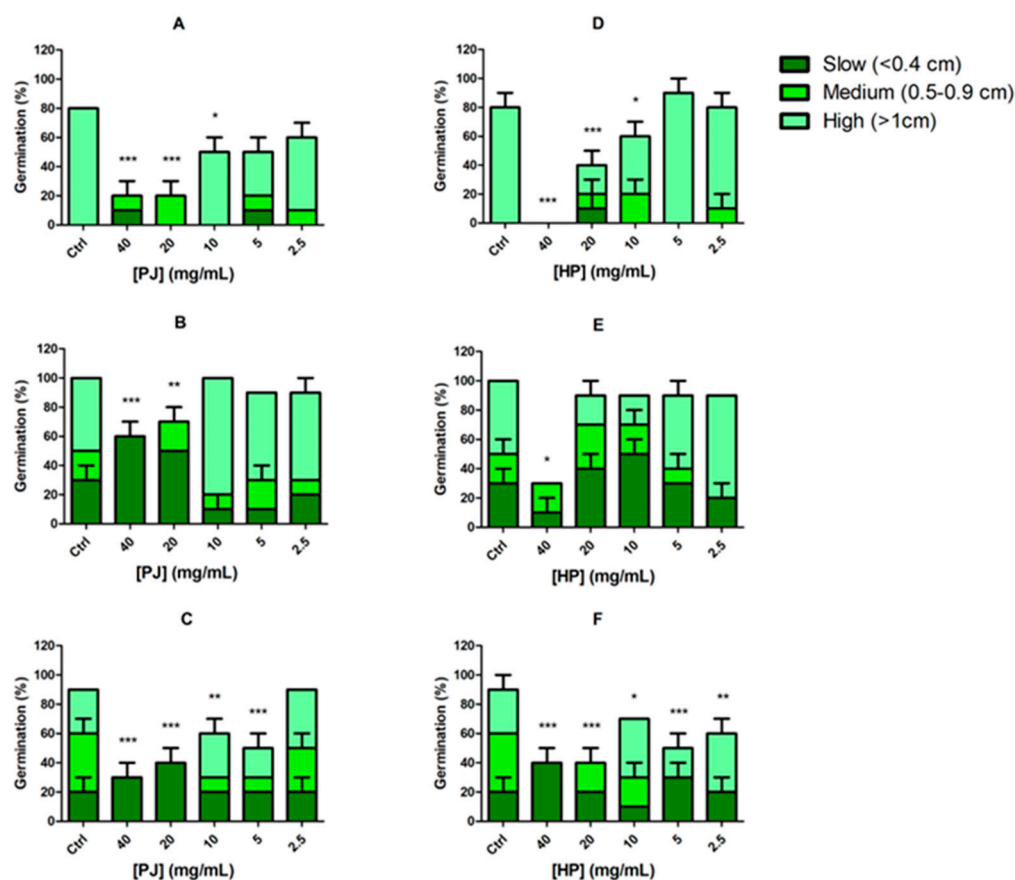 A
Germination (%)
120
100
80
60
40
20
0
*** *** *
Ctrl 40 20 10 5 2.5
[PJ] (mg/mL)
D
Germination (%)
120
100
80
60
40
20
0
*** *** *
Ctrl 40 20 10 5 2.5
[HP] (mg/mL)
Slow (<0.4 cm)
Medium (0.5-0.9 cm)
High (>1cm)
B
Germination (%)
120
100
80
60
40
20
0
*** **
Ctrl 40 20 10 5 2.5
[PJ] (mg/mL)
E
Germination (%)
120
100
80
60
40
20
0
*
Ctrl 40 20 10 5 2.5
[HP] (mg/mL)
C
Germination (%)
120
100
80
60
40
20
0
*** *** ** ***
Ctrl 40 20 10 5 2.5
[PJ] (mg/mL)
F
Germination (%)
120
100
80
60
40
20
0
*** *** * *** **
Ctrl 40 20 10 5 2.5
[HP] (mg/mL)